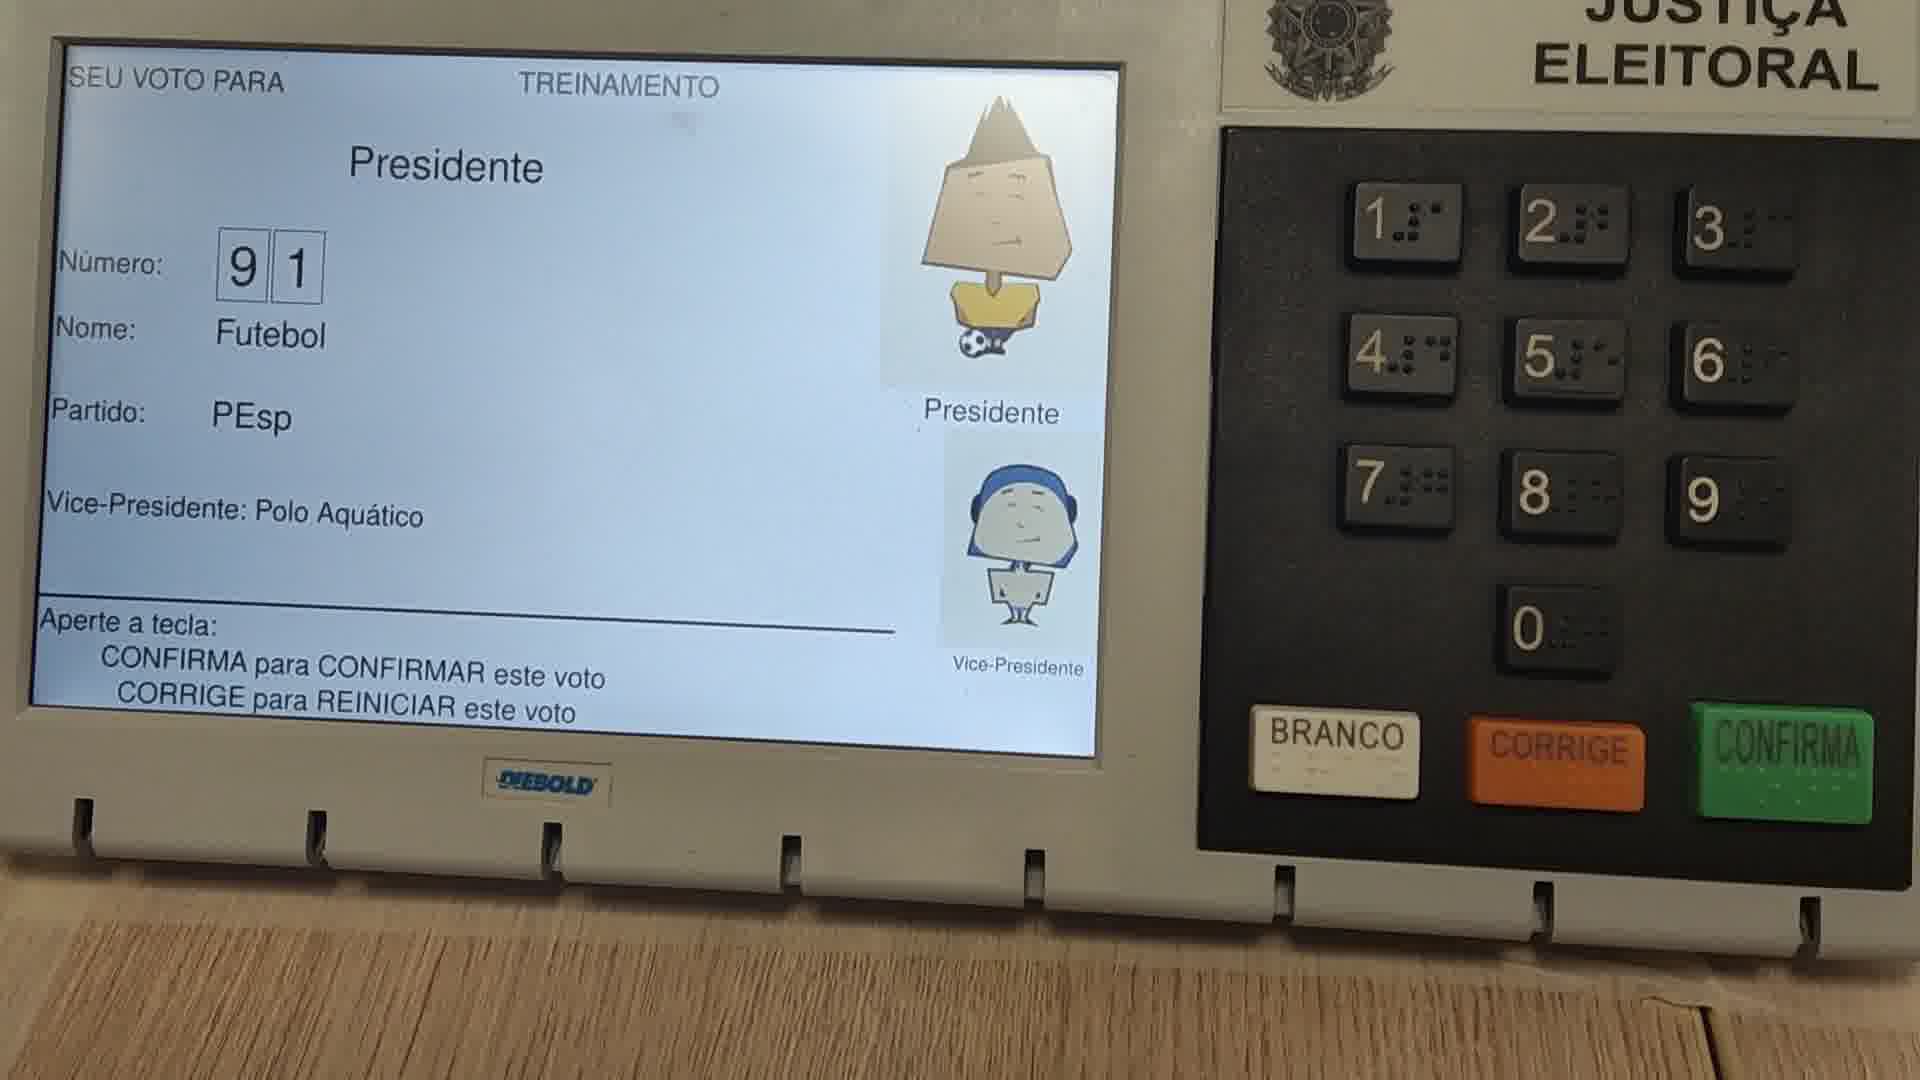 SEU VOTO PARA TREINAMENTO
Presidente
Número: 91
Nome: Futebol
Partido: PEsp
Vice-Presidente: Polo Aquático
Aperte a tecla:
CONFIRMA para CONFIRMAR este voto
CORRIGE para REINICIAR este voto
Presidente
Vice-Presidente
DIEBOLD
JUSTIÇA
ELEITORAL
1 2 3
4 5 6
7 8 9
0
BRANCO CORRIGE CONFIRMA